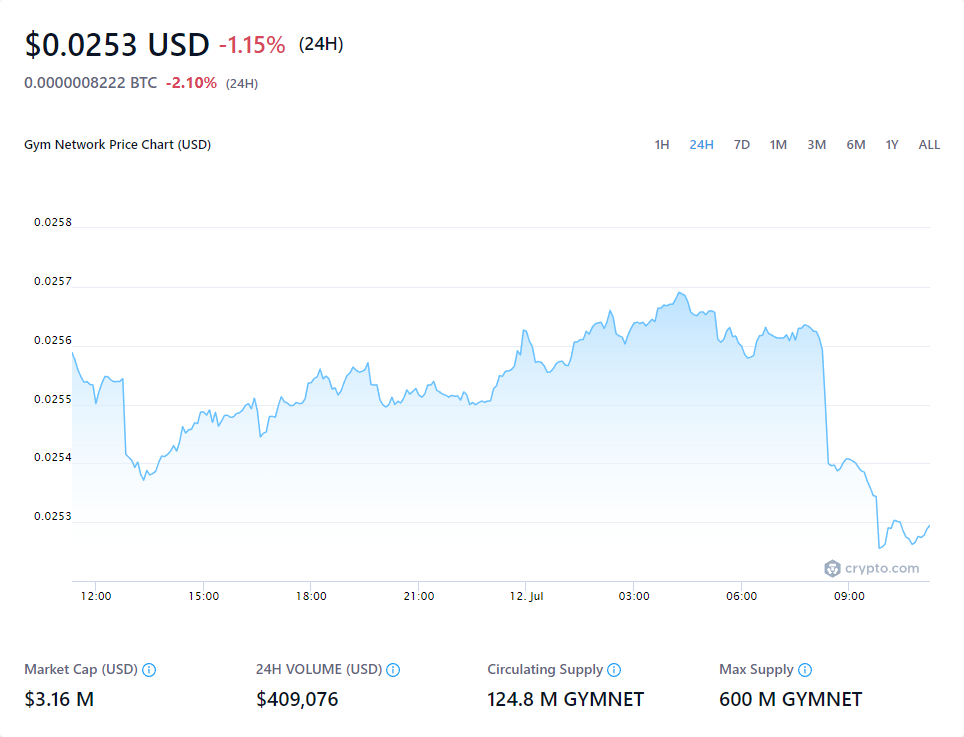 $0.0253 USD -1.15% (24H)
0.0000008222 BTC -2.10% (24H)
Gym Network Price Chart (USD) 1H 24H 7D 1M 3M 6M 1Y ALL
0.0258
0.0257
0.0256
0.0255
0.0254
0.0253
crypto.com
12:00 15:00 18:00 21:00 12. Jul 03:00 06:00 09:00
Market Cap (USD) 24H VOLUME (USD) Circulating Supply Max Supply
$3.16 M $409,076 124.8 M GYMNET 600 M GYMNET